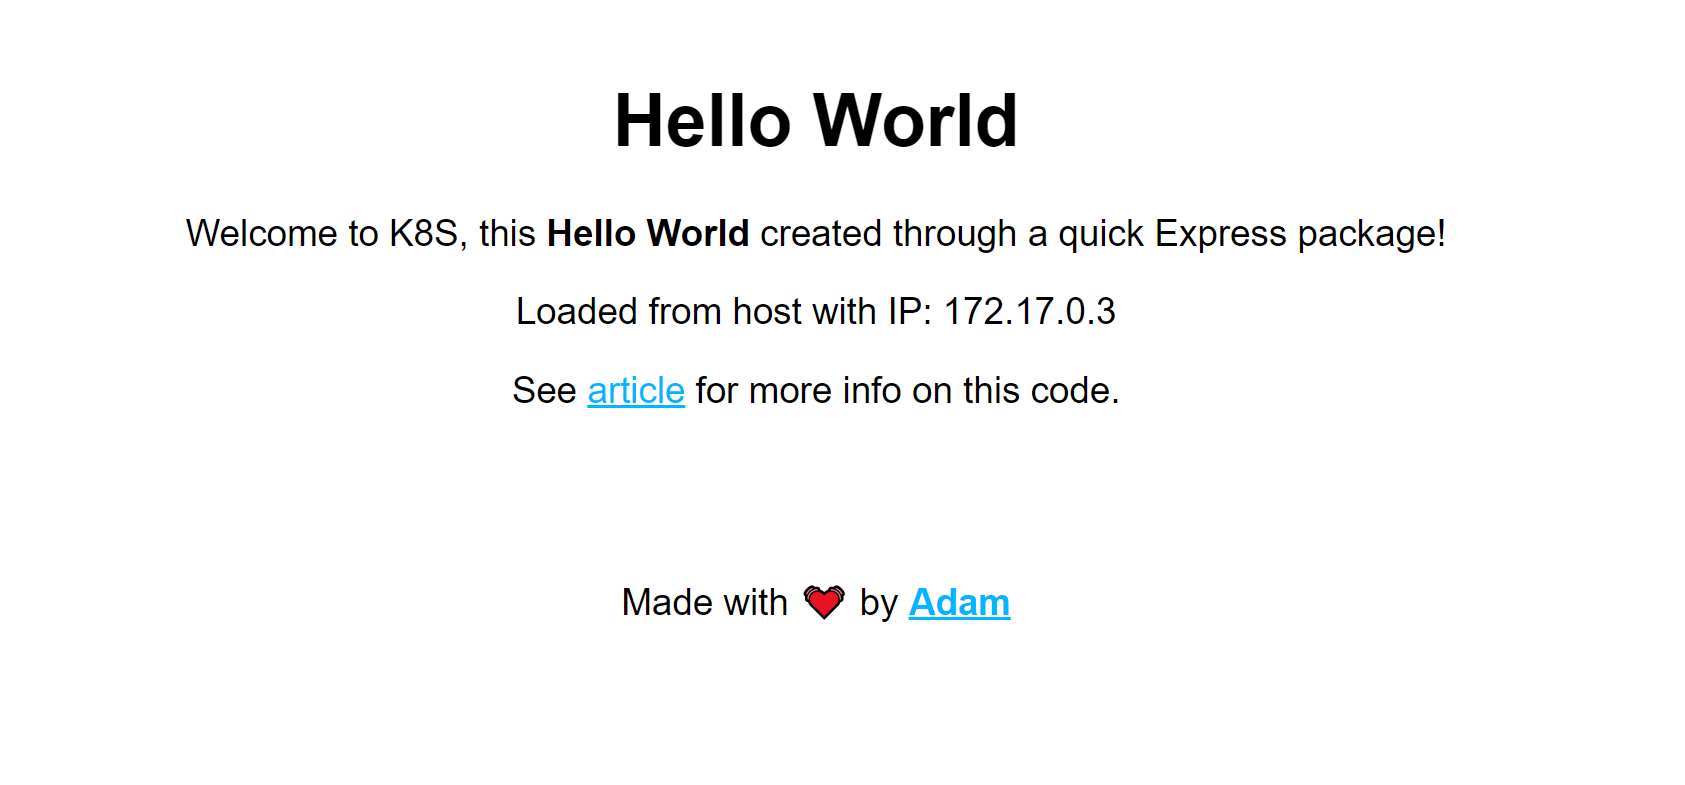 Hello World
Welcome to K8S, this Hello World created through a quick Express package!
Loaded from host with IP: 172.17.0.3
See article for more info on this code.
Made with 💓 by Adam